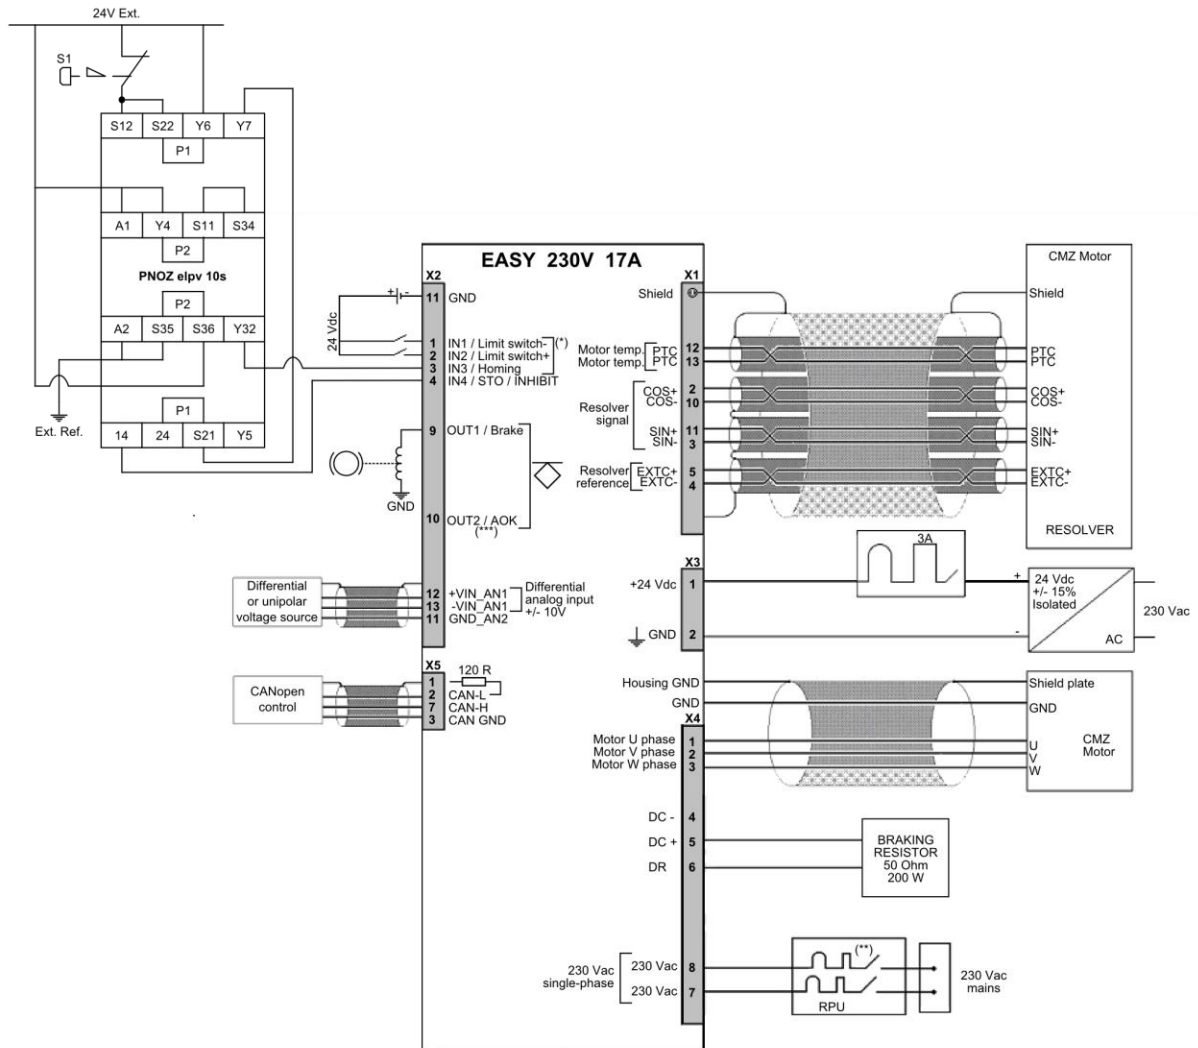 24V Ext.
S1
S12 S22 Y6 Y7
P1
A1 Y4 S11 S34
P2
PNOZ elpv 10s
P2
A2 S35 S36 Y32
P1
14 24 S21 Y5
Ext. Ref.
EASY 230V 17A
X2
+ -
11 GND
24 Vdc
1 IN1 / Limit switch- (*)
2 IN2 / Limit switch+
3 IN3 / Homing
4 IN4 / STO / INHIBIT
9 OUT1 / Brake
GND
10 OUT2 / AOK
(***)
Differential
or unipolar
voltage source
12 +VIN_AN1
13 -VIN_AN1
11 GND_AN2
Differential
analog input
+/- 10V
X5
120 R
CANopen
control
1
2 CAN-L
7 CAN-H
3 CAN GND
X1
Shield
Motor temp. PTC 12
Motor temp. PTC 13
Resolver
signal
COS+ 2
COS- 10
SIN+ 11
SIN- 3
Resolver
reference
EXTC+ 5
EXTC- 4
CMZ Motor
Shield
PTC
PTC
COS+
COS-
SIN+
SIN-
EXTC+
EXTC-
RESOLVER
X3
+24 Vdc 1
GND 2
3A
+
-
24 Vdc
+/- 15%
Isolated
AC
230 Vac
Housing GND
GND
X4
Motor U phase 1
Motor V phase 2
Motor W phase 3
Shield plate
GND
U
V
W
CMZ
Motor
DC - 4
DC + 5
DR 6
BRAKING
RESISTOR
50 Ohm
200 W
230 Vac
single-phase
230 Vac 8
230 Vac 7
(**)
RPU
230 Vac
mains